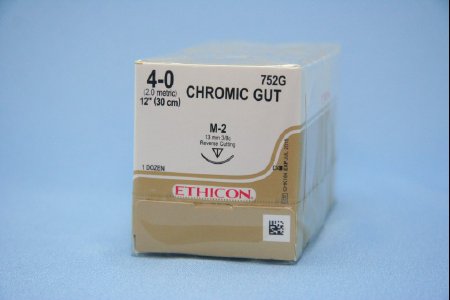 4-0
(2.0 metric)
12" (30 cm)
CHROMIC GUT
752G
M-2
13 mm 3/8c
Reverse Cutting
1 DOZEN
ETHICON